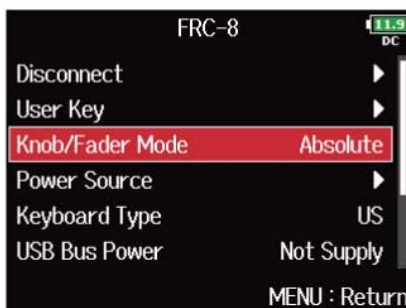 FRC-8
11.9
DC
Disconnect
User Key
Knob/Fader Mode Absolute
Power Source
Keyboard Type US
USB Bus Power Not Supply
MENU : Return